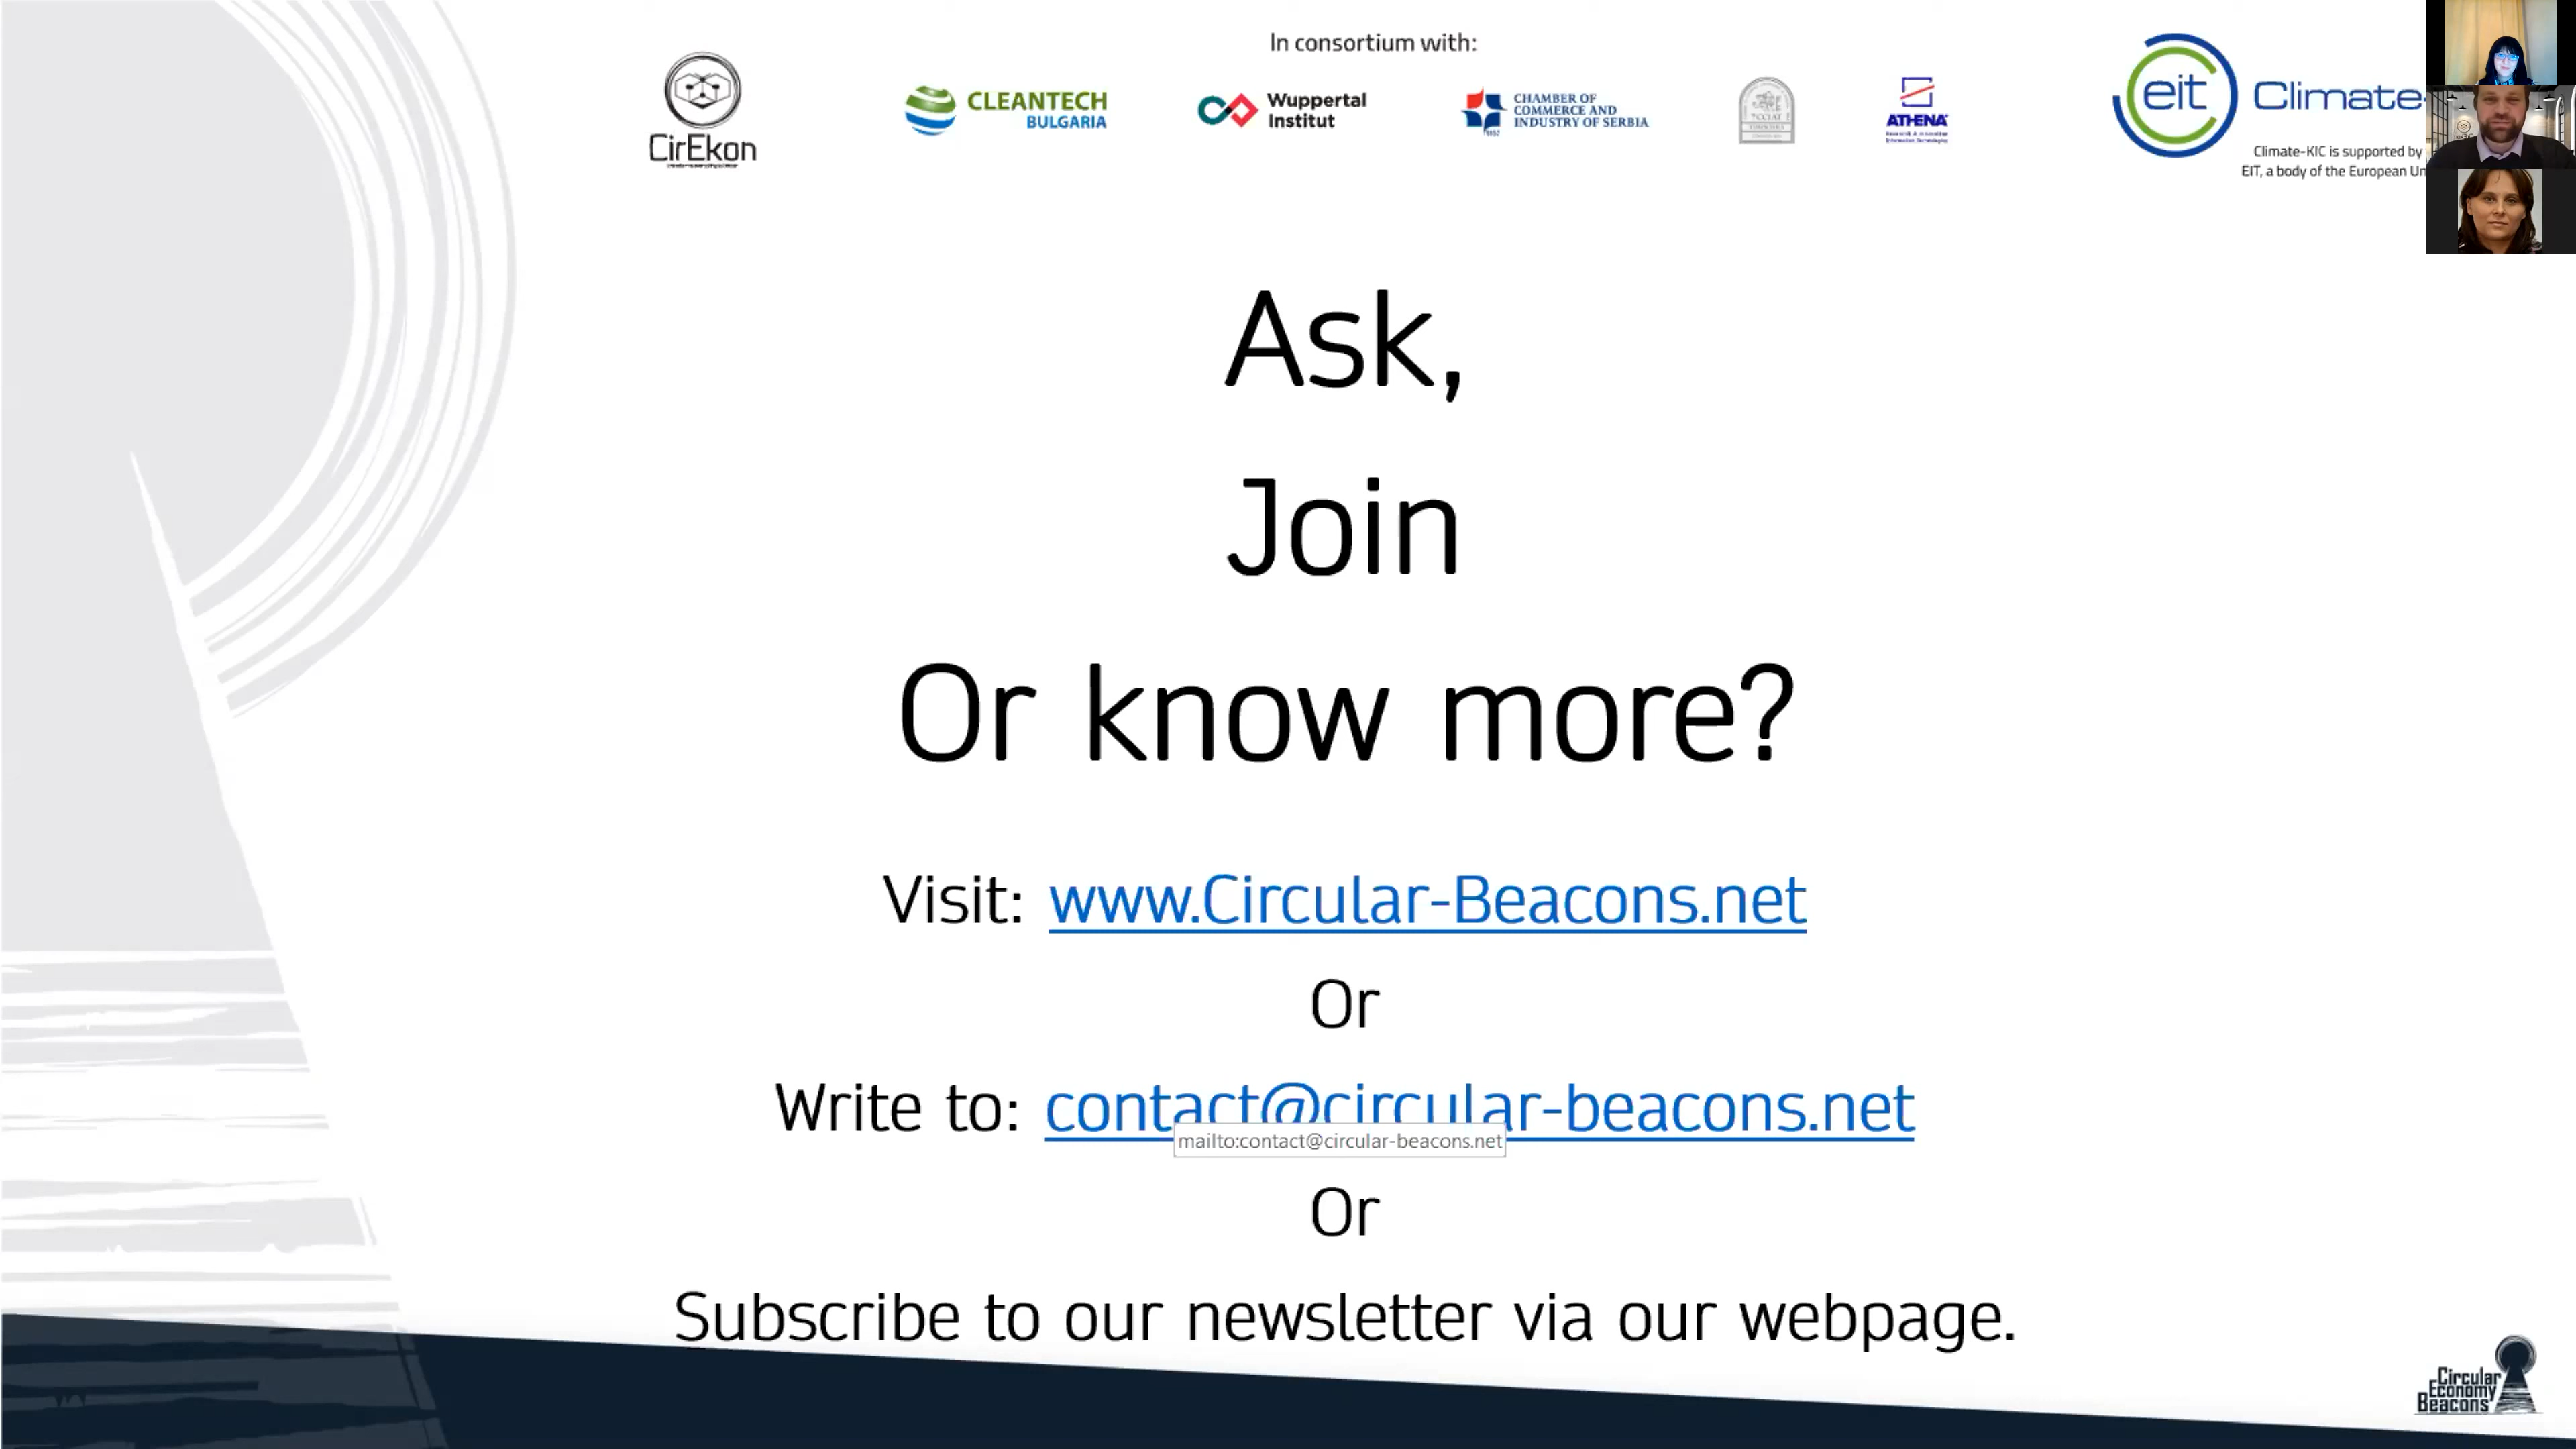 In consortium with:
CirEkon
CLEANTECH
BULGARIA
Wuppertal
Institut
CHAMBER OF
COMMERCE AND
INDUSTRY OF SERBIA
1857
CCIAT
ATHENA
eit Climate-
Climate-KIC is supported by
EIT, a body of the European Un
Ask,
Join
Or know more?
Visit: www.Circular-Beacons.net
Or
Write to: contact@circular-beacons.net
mailto:contact@circular-beacons.net
Or
Subscribe to our newsletter via our webpage.
Circular
Economy
Beacons